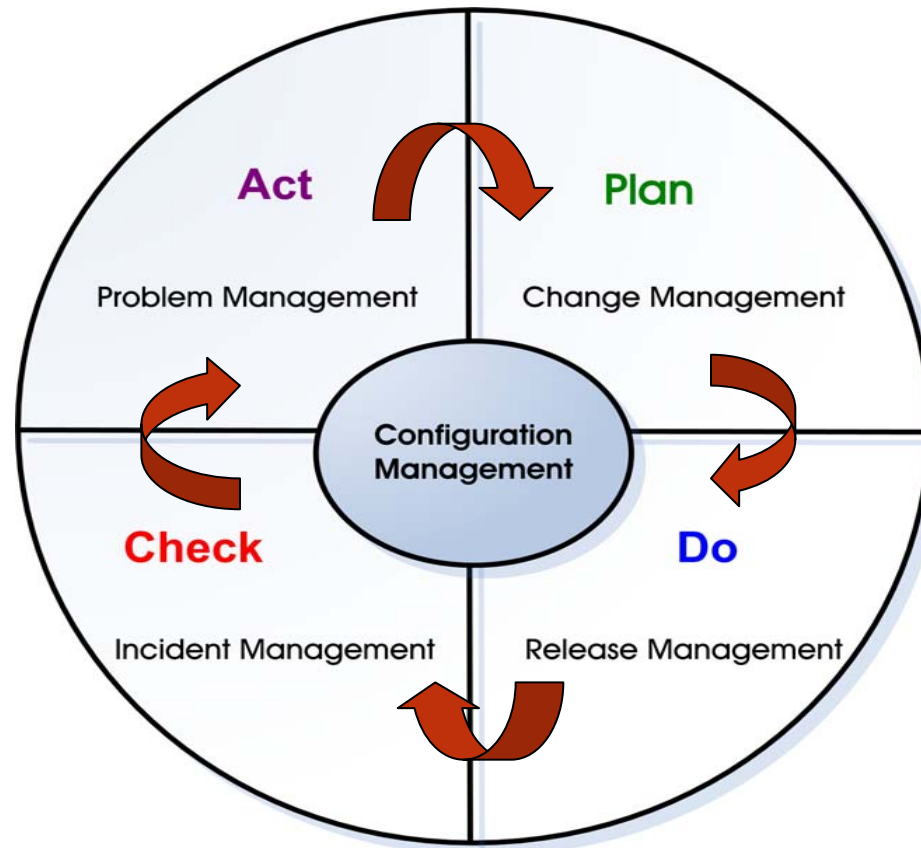 Act
Plan
Problem Management
Change Management
Configuration
Management
Check
Do
Incident Management
Release Management